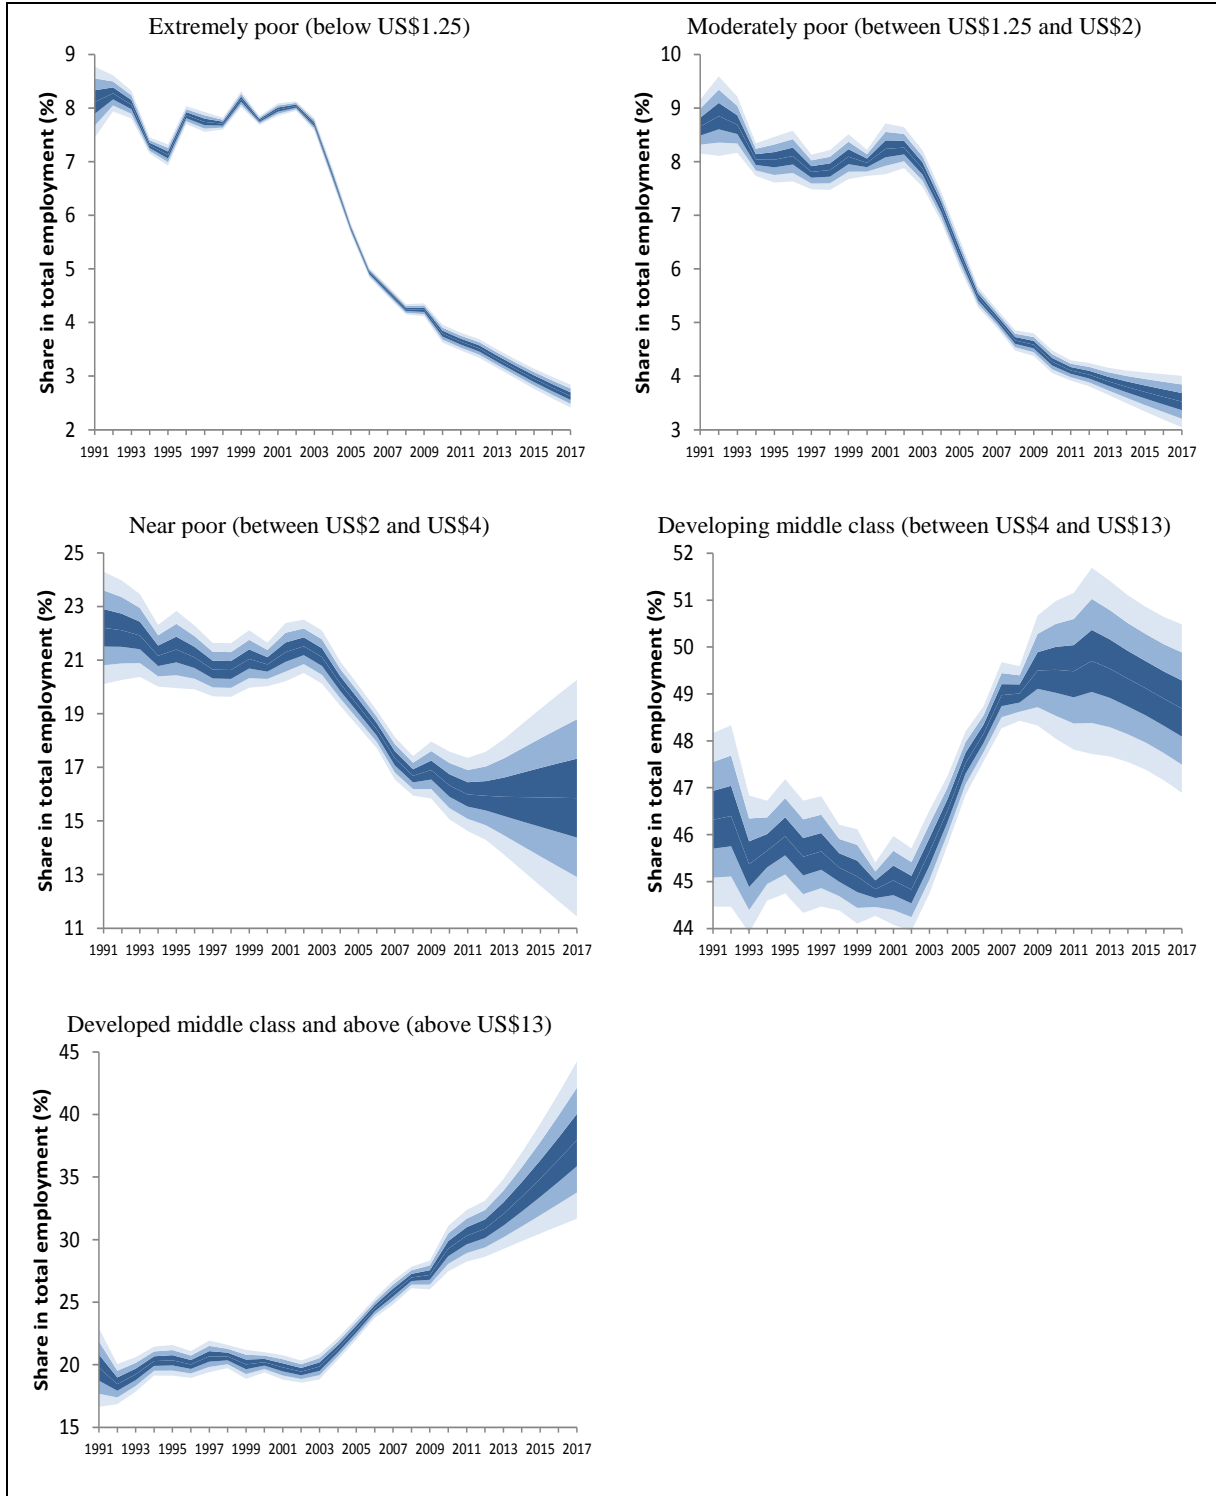 Extremely poor (below US$1.25)
Share in total employment (%)
9
8
7
6
5
4
3
2
1991 1993 1995 1997 1999 2001 2003 2005 2007 2009 2011 2013 2015 2017
Moderately poor (between US$1.25 and US$2)
Share in total employment (%)
10
9
8
7
6
5
4
3
1991 1993 1995 1997 1999 2001 2003 2005 2007 2009 2011 2013 2015 2017
Near poor (between US$2 and US$4)
Share in total employment (%)
25
23
21
19
17
15
13
11
1991 1993 1995 1997 1999 2001 2003 2005 2007 2009 2011 2013 2015 2017
Developing middle class (between US$4 and US$13)
Share in total employment (%)
52
51
50
49
48
47
46
45
44
1991 1993 1995 1997 1999 2001 2003 2005 2007 2009 2011 2013 2015 2017
Developed middle class and above (above US$13)
Share in total employment (%)
45
40
35
30
25
20
15
1991 1993 1995 1997 1999 2001 2003 2005 2007 2009 2011 2013 2015 2017